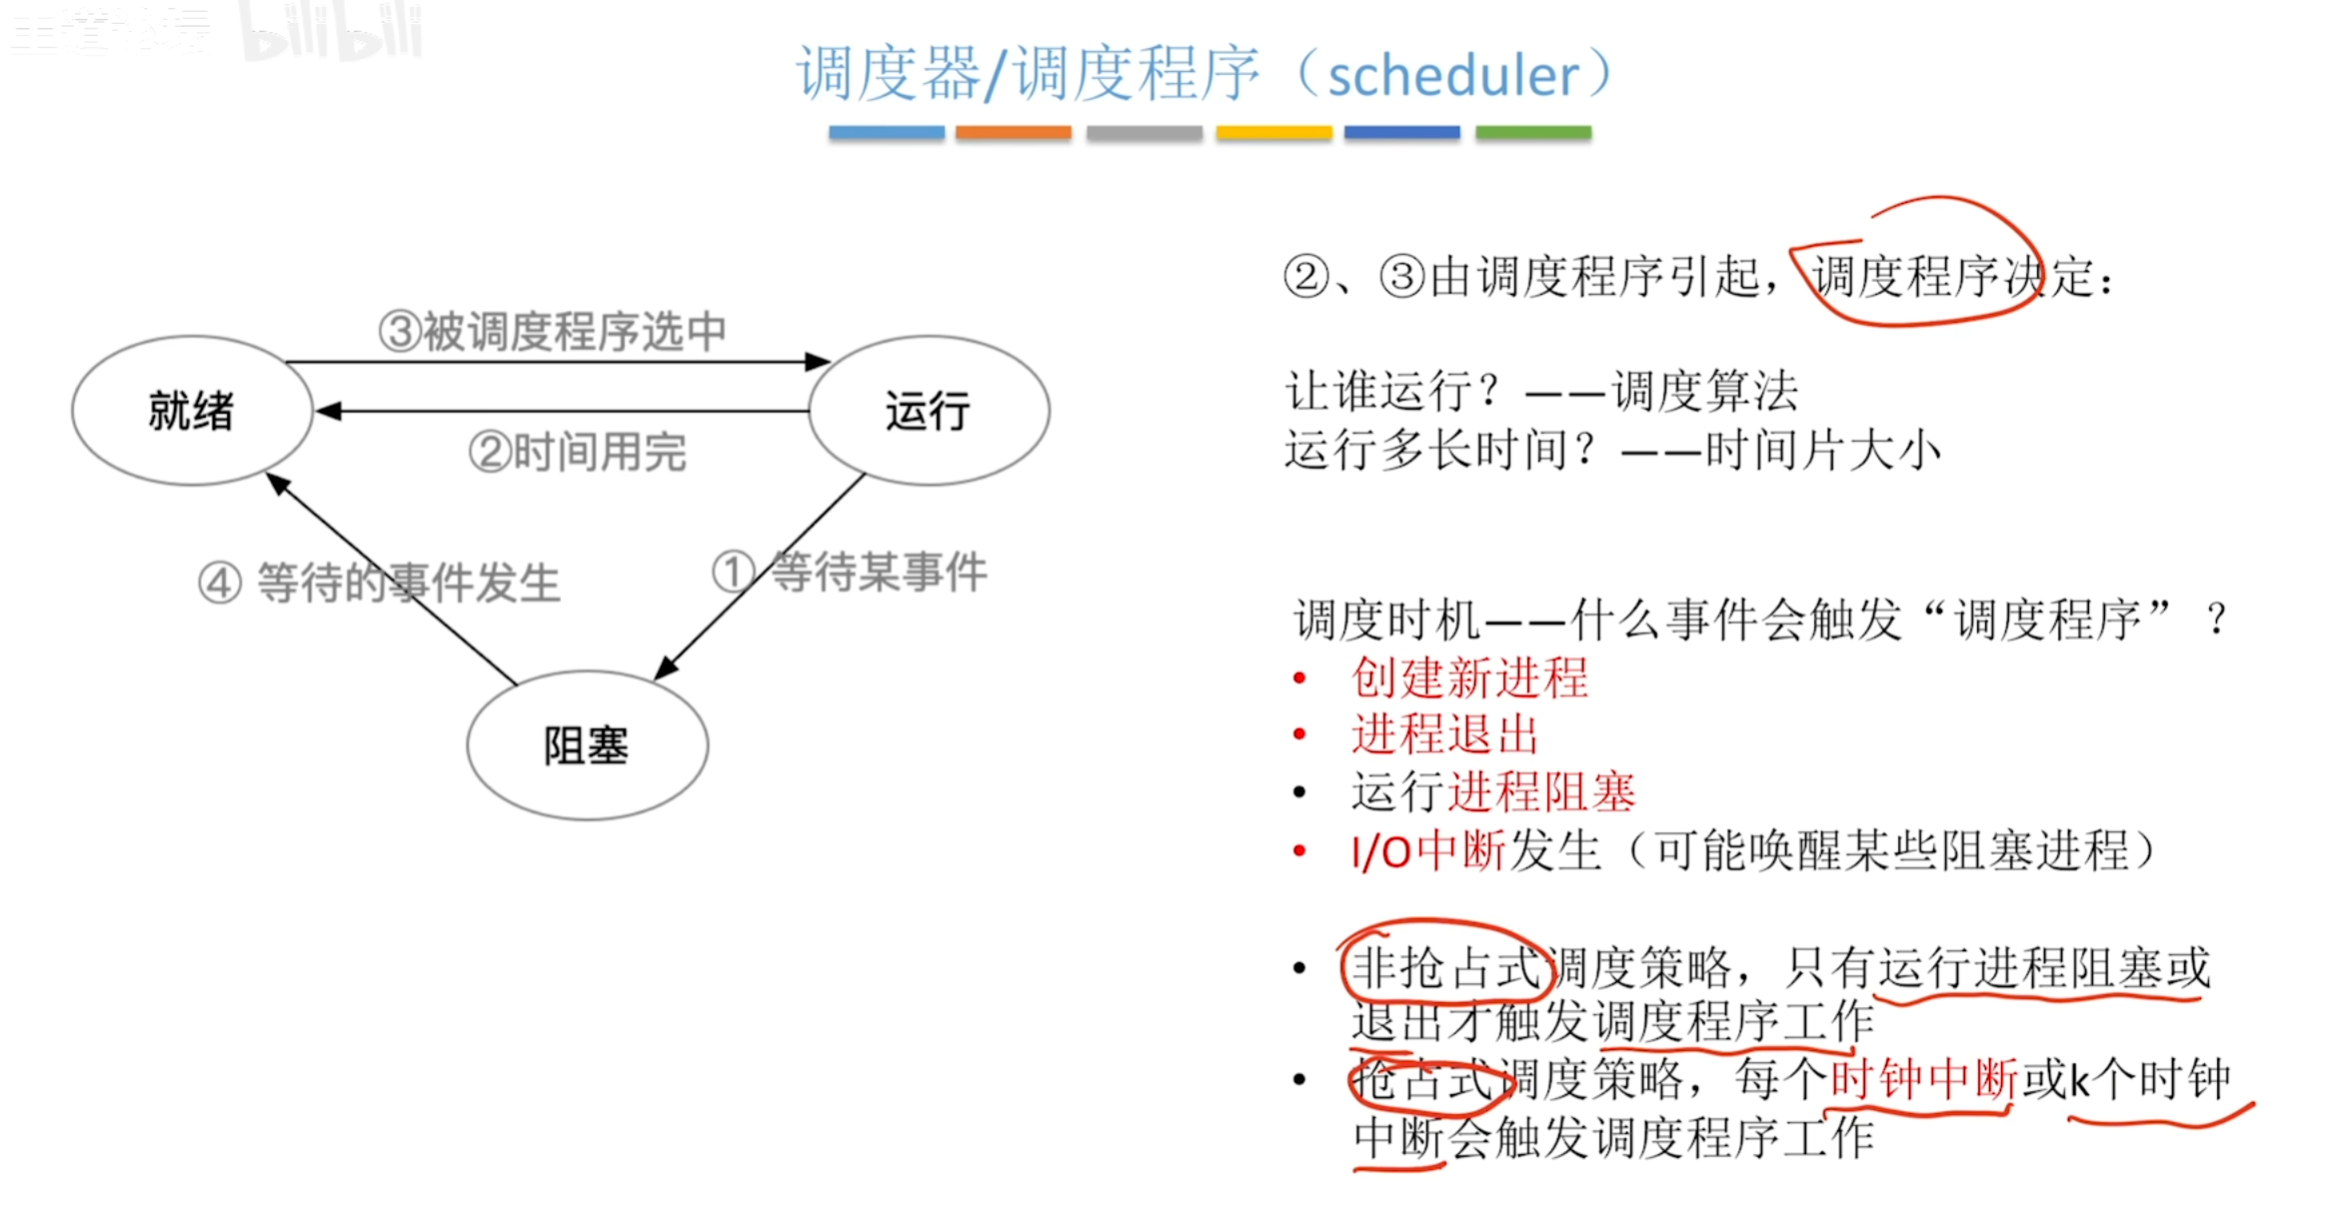 bilibili
调度器/调度程序（scheduler）
③被调度程序选中
就绪
运行
②时间用完
④ 等待的事件发生
① 等待某事件
阻塞
②、③由调度程序引起，调度程序决定：
让谁运行？——调度算法
运行多长时间？——时间片大小
调度时机——什么事件会触发“调度程序”？
• 创建新进程
• 进程退出
• 运行进程阻塞
• I/O中断发生（可能唤醒某些阻塞进程）
• 非抢占式调度策略，只有运行进程阻塞或
退出才触发调度程序工作
• 抢占式调度策略，每个时钟中断或k个时钟
中断会触发调度程序工作